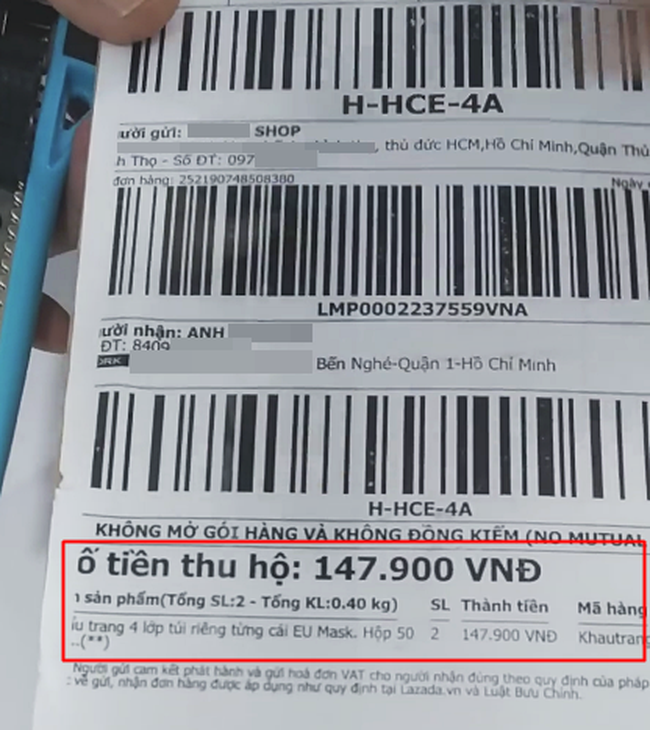 H-HCE-4A
ười gửi: SHOP
, thủ đức HCM,Hồ Chí Minh,Quận Thủ
h Thọ - Số ĐT: 097
đơn hàng: 252190748508380 Ngày
LMP0002237559VNA
ười nhận: ANH
ĐT: 8409
Bến Nghé-Quận 1-Hồ Chí Minh
H-HCE-4A
KHÔNG MỞ GÓI HÀNG VÀ KHÔNG ĐỒNG KIỂM (NO MUTUAL
ố tiền thu hộ: 147.900 VNĐ
n sản phẩm(Tổng SL:2 - Tổng KL:0.40 kg) SL Thành tiền Mã hàng
ẩu trang 4 lớp túi riêng từng cái EU Mask. Hộp 50 2 147.900 VNĐ Khautran
..(**)
Người gửi cam kết phát hành và gửi hoá đơn VAT cho người nhận đúng theo quy định của pháp
: về gửi, nhận đơn hàng được áp dụng như quy định tại Lazada.vn và Luật Bưu Chính.